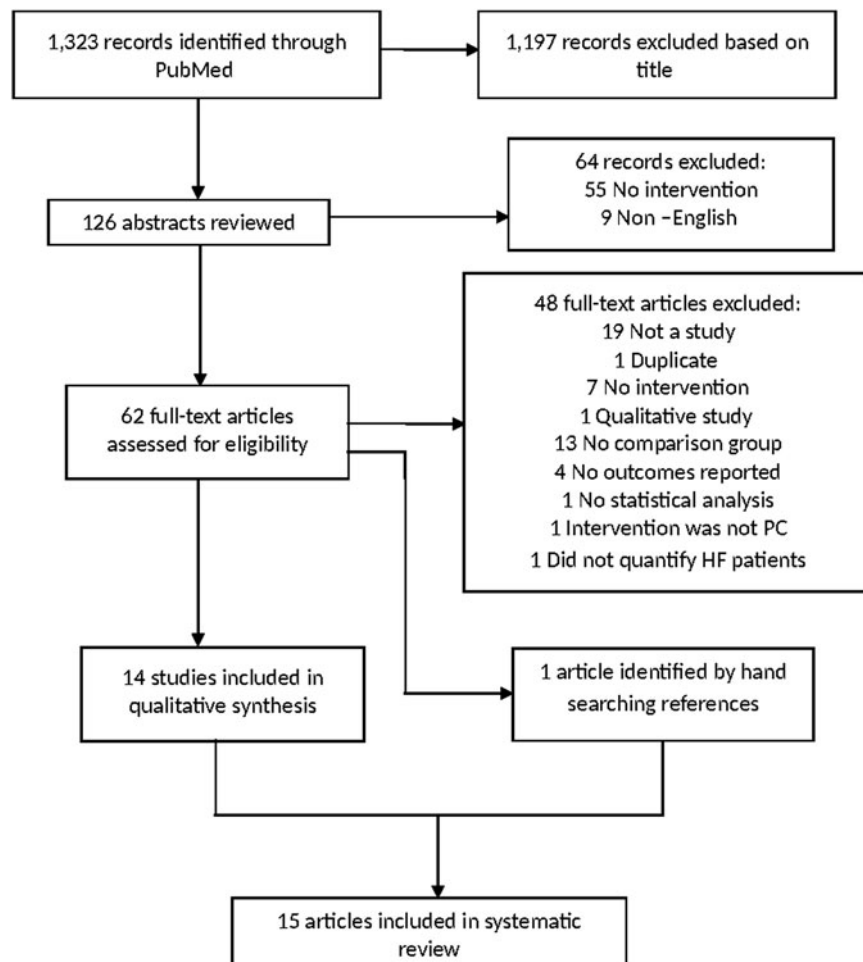 1,323 records identified through
PubMed
1,197 records excluded based on
title
126 abstracts reviewed
64 records excluded:
55 No intervention
9 Non –English
62 full-text articles
assessed for eligibility
48 full-text articles excluded:
19 Not a study
1 Duplicate
7 No intervention
1 Qualitative study
13 No comparison group
4 No outcomes reported
1 No statistical analysis
1 Intervention was not PC
1 Did not quantify HF patients
14 studies included in
qualitative synthesis
1 article identified by hand
searching references
15 articles included in systematic
review